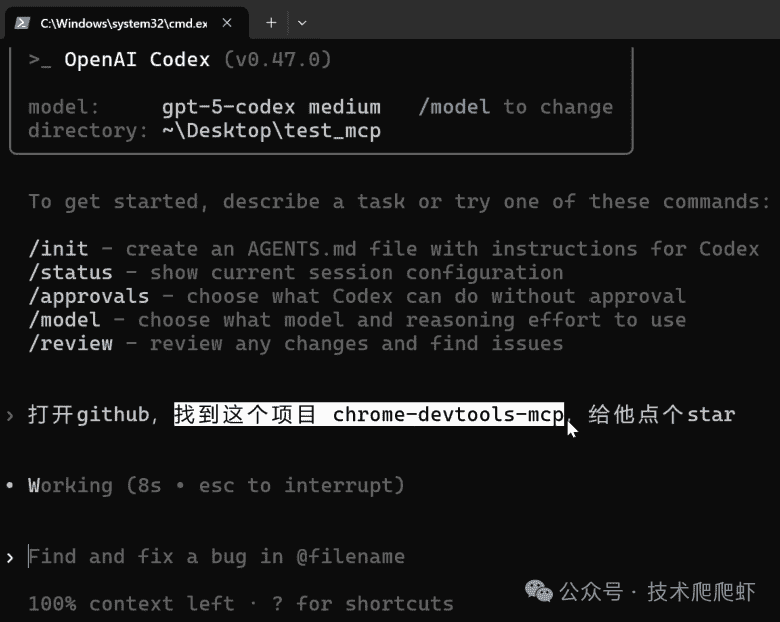 C:\Windows\system32\cmd.ex
>_ OpenAI Codex (v0.47.0)
model: gpt-5-codex medium /model to change
directory: ~\Desktop\test_mcp
To get started, describe a task or try one of these commands:
/init - create an AGENTS.md file with instructions for Codex
/status - show current session configuration
/approvals - choose what Codex can do without approval
/model - choose what model and reasoning effort to use
/review - review any changes and find issues
› 打开github, 找到这个项目 chrome-devtools-mcp, 给他点个star
• Working (8s • esc to interrupt)
› Find and fix a bug in @filename
100% context left · ? for shortcuts
公众号 · 技术爬爬虾